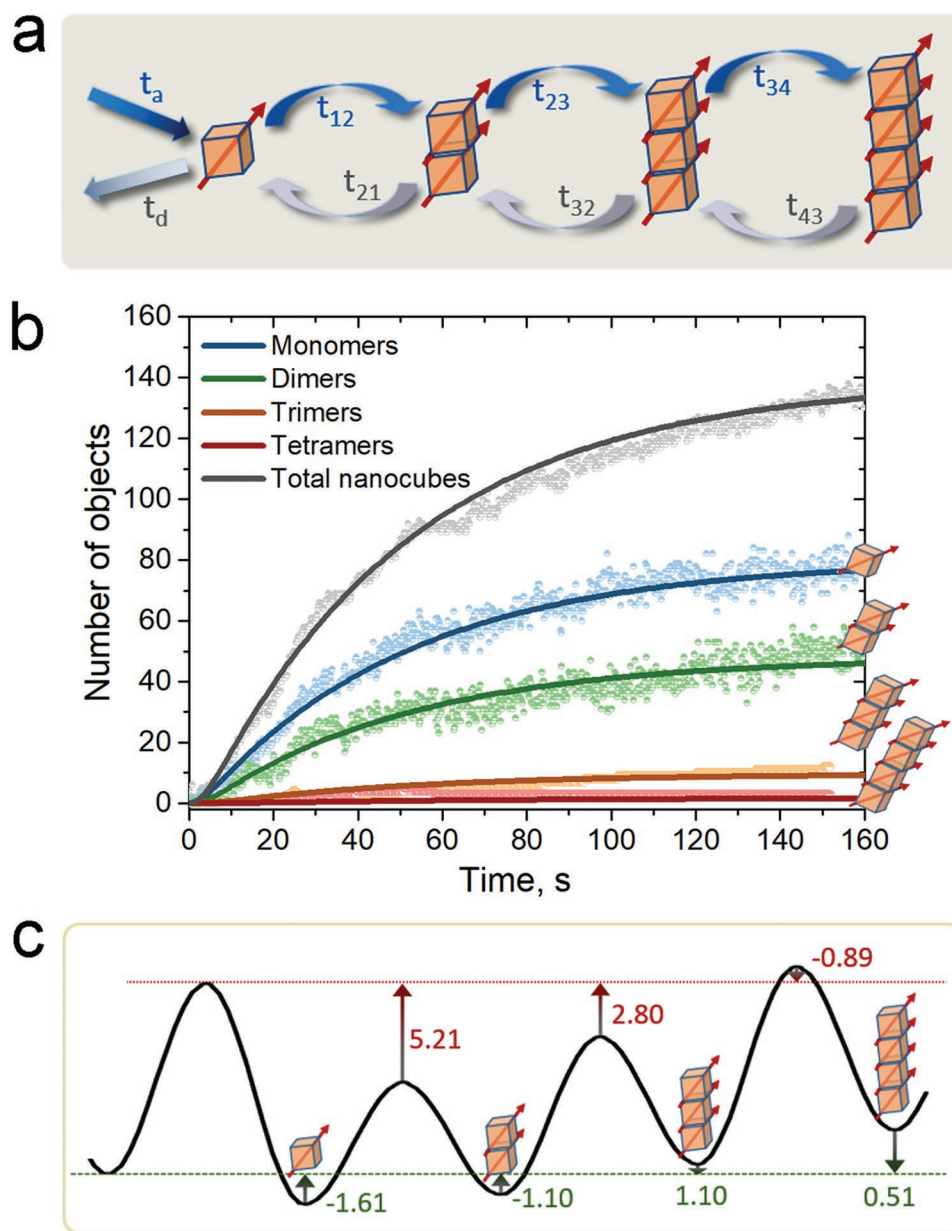 a
t_a
t_12
t_23
t_34
t_d
t_21
t_32
t_43
b
160
140
120
100
80
60
40
20
0
Number of objects
Monomers
Dimers
Trimers
Tetramers
Total nanocubes
0 20 40 60 80 100 120 140 160
Time, s
c
-0.89
5.21
2.80
-1.61
-1.10
1.10
0.51